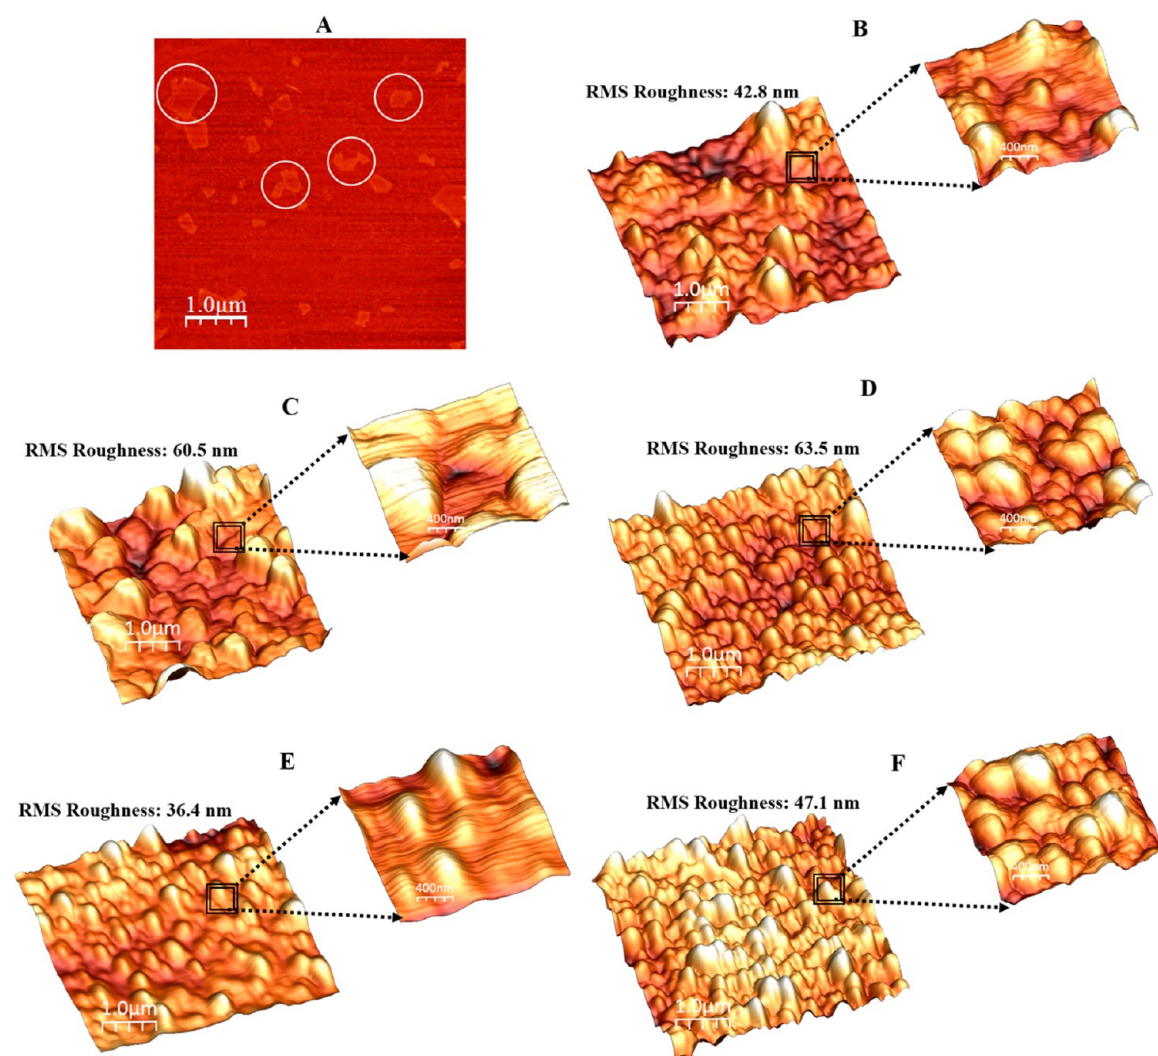 A
1.0µm
B
RMS Roughness: 42.8 nm
400nm
1.0µm
C
RMS Roughness: 60.5 nm
400nm
1.0µm
D
RMS Roughness: 63.5 nm
400nm
1.0µm
E
RMS Roughness: 36.4 nm
400nm
1.0µm
F
RMS Roughness: 47.1 nm
400nm
1.0µm